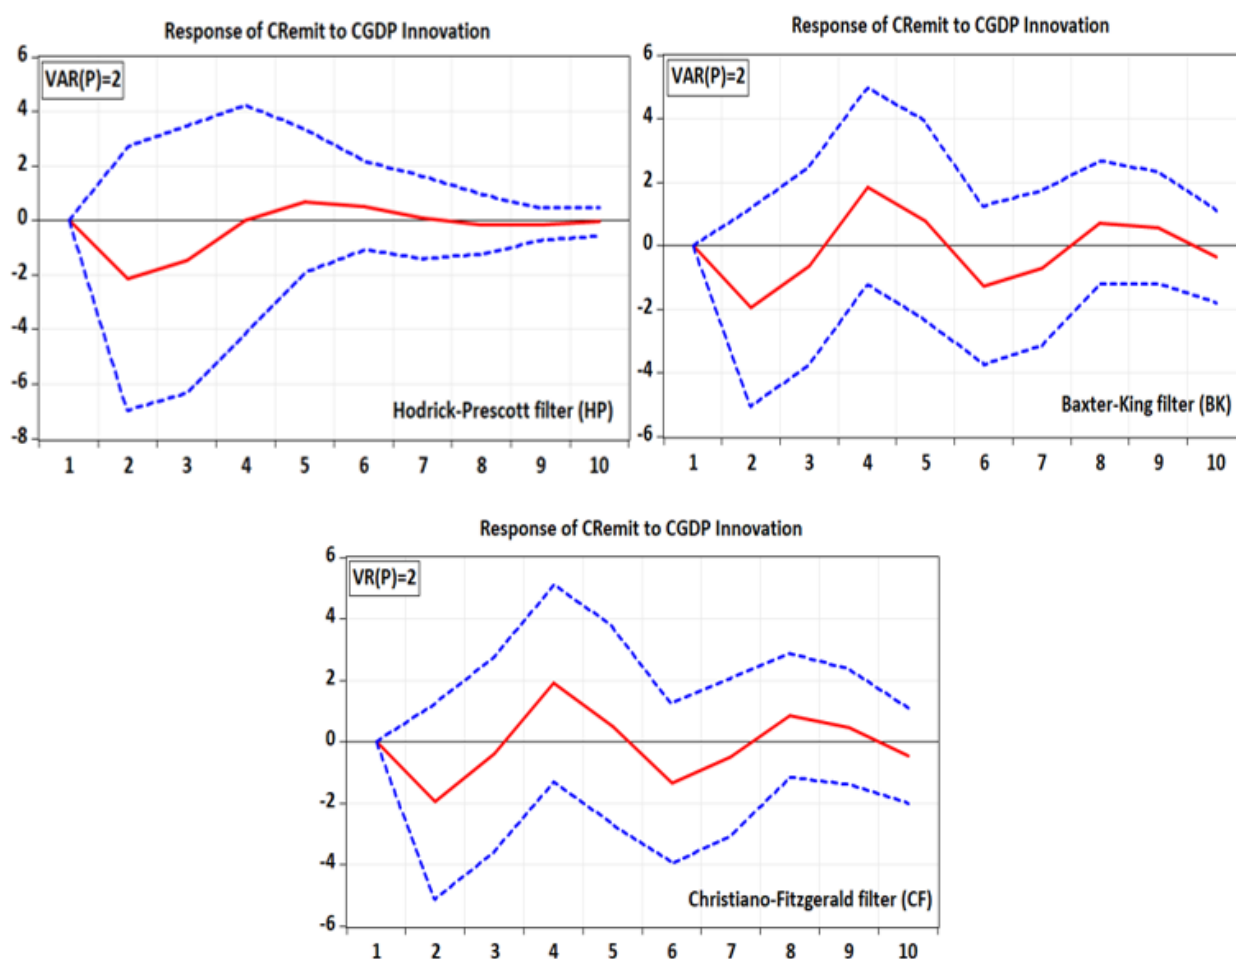 Response of CRemit to CGDP Innovation
VAR(P)=2
6
4
2
0
-2
-4
-6
-8
Hodrick-Prescott filter (HP)
1 2 3 4 5 6 7 8 9 10
Response of CRemit to CGDP Innovation
VAR(P)=2
6
4
2
0
-2
-4
-6
Baxter-King filter (BK)
1 2 3 4 5 6 7 8 9 10
Response of CRemit to CGDP Innovation
VR(P)=2
6
4
2
0
-2
-4
-6
Christiano-Fitzgerald filter (CF)
1 2 3 4 5 6 7 8 9 10